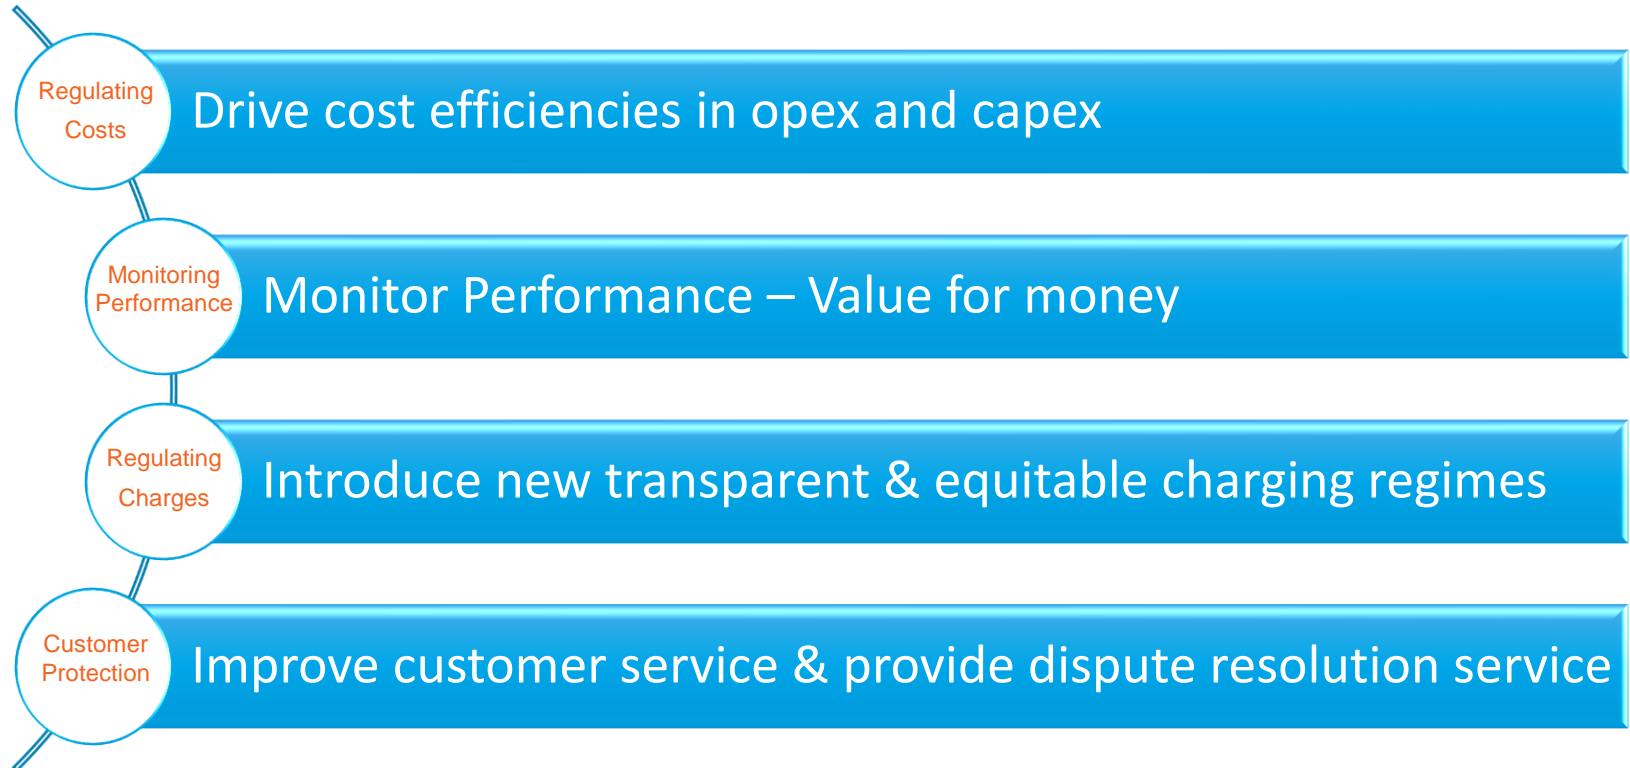 Regulating
Costs
Drive cost efficiencies in opex and capex
Monitoring
Performance
Monitor Performance – Value for money
Regulating
Charges
Introduce new transparent & equitable charging regimes
Customer
Protection
Improve customer service & provide dispute resolution service